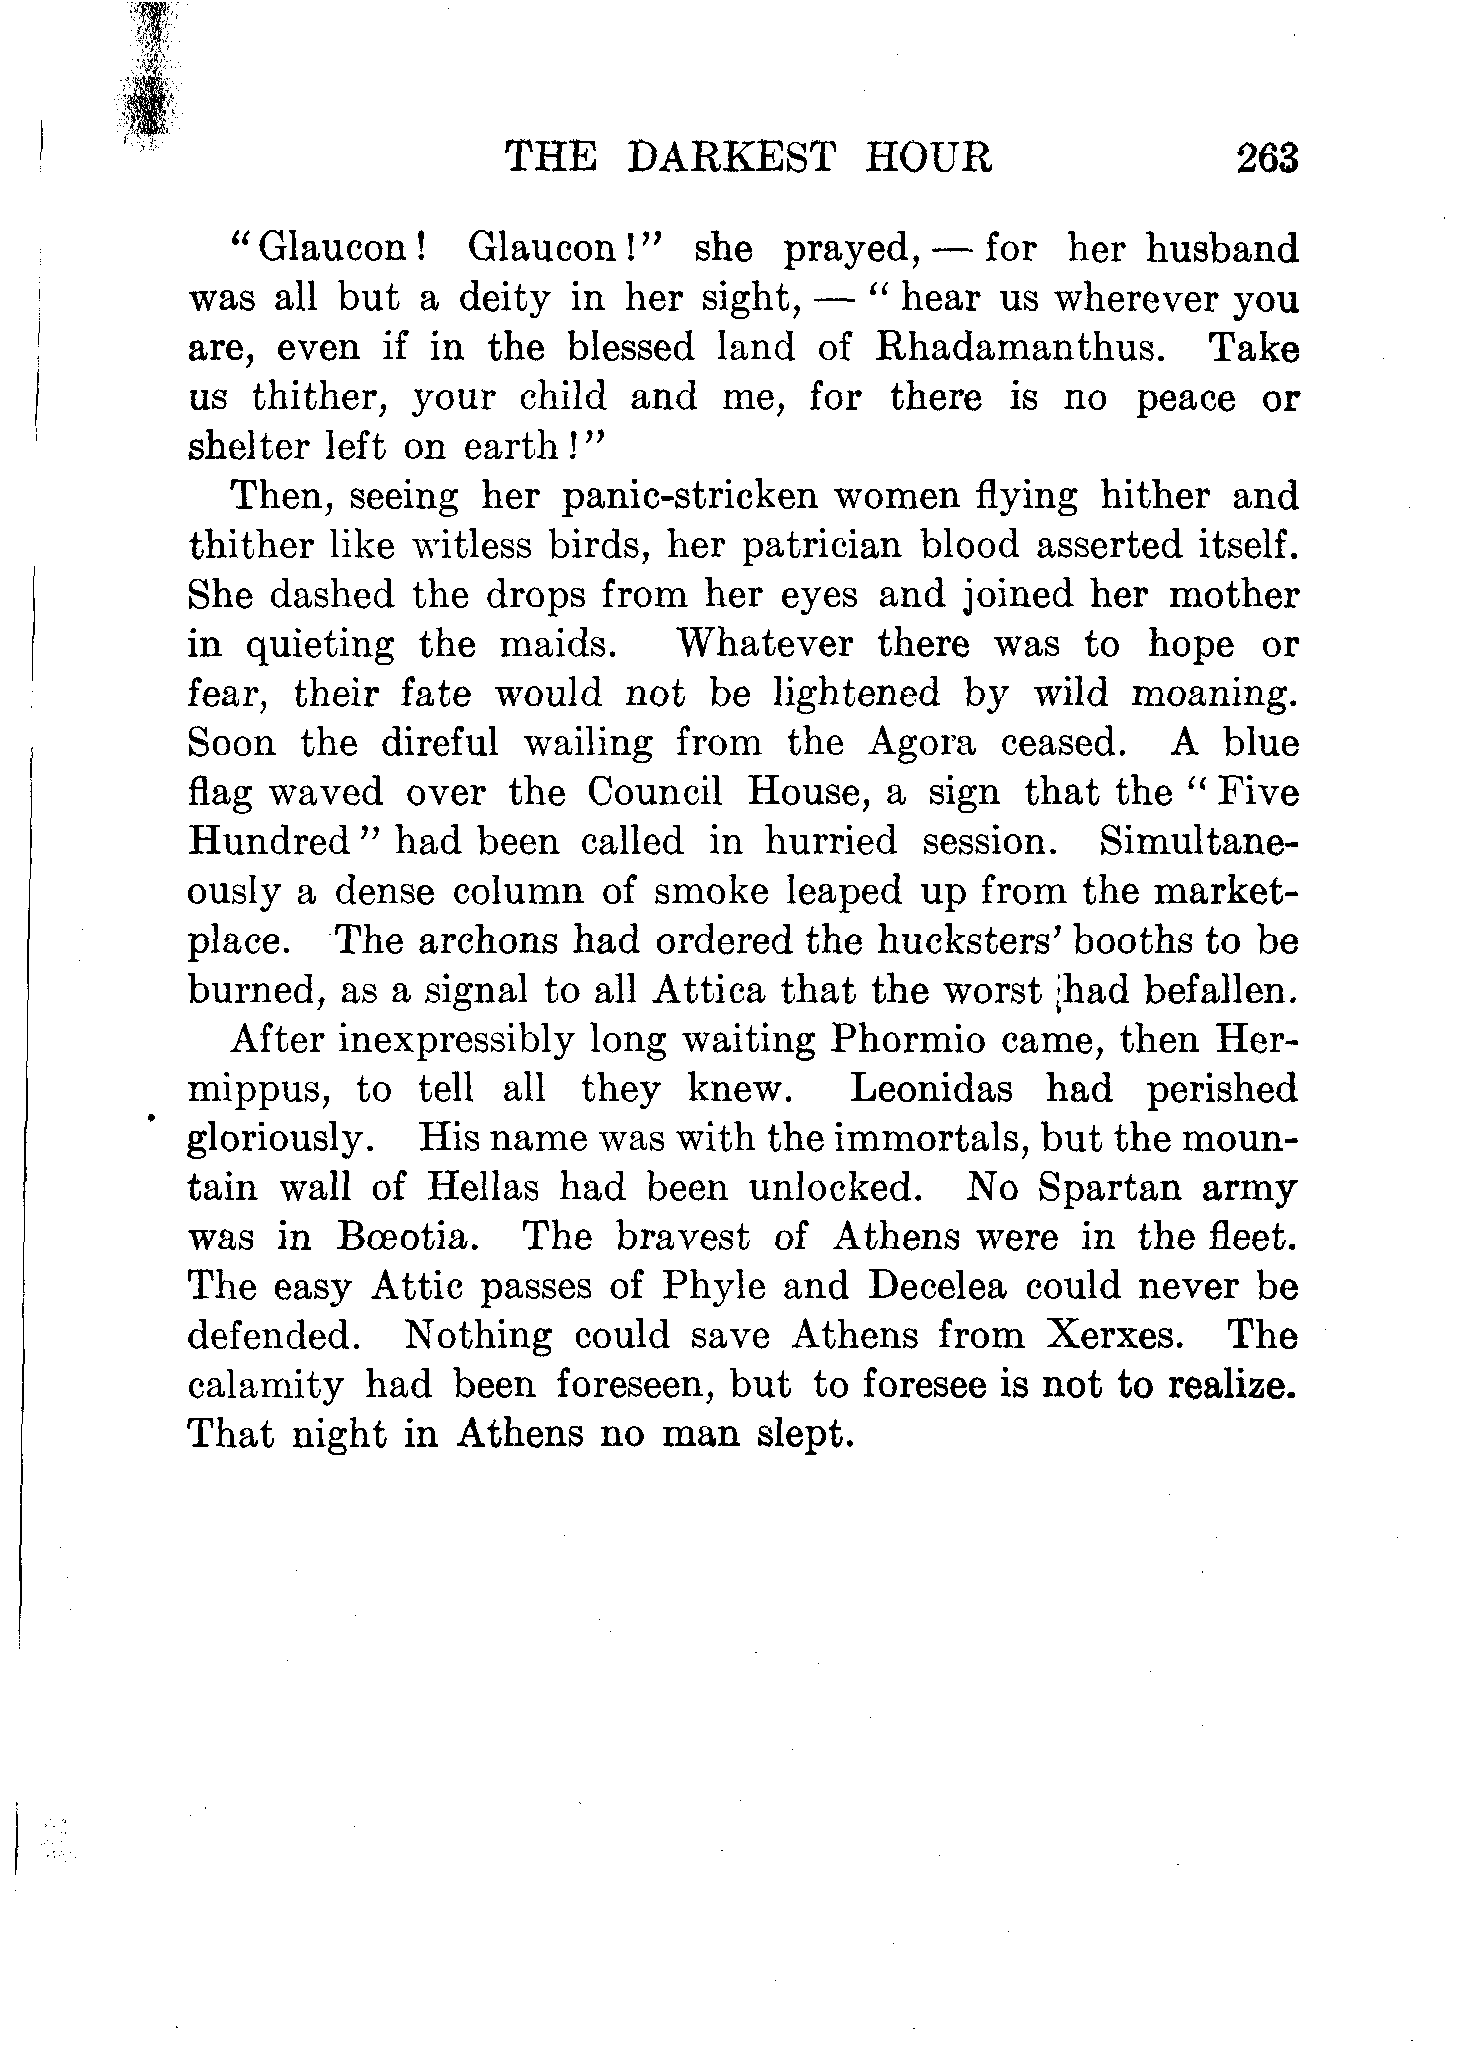 THE DARKEST HOUR 263
“Glaucon! Glaucon!” she prayed, — for her husband
was all but a deity in her sight, — “hear us wherever you
are, even if in the blessed land of Rhadamanthus. Take
us thither, your child and me, for there is no peace or
shelter left on earth!”
Then, seeing her panic-stricken women flying hither and
thither like witless birds, her patrician blood asserted itself.
She dashed the drops from her eyes and joined her mother
in quieting the maids. Whatever there was to hope or
fear, their fate would not be lightened by wild moaning.
Soon the direful wailing from the Agora ceased. A blue
flag waved over the Council House, a sign that the “Five
Hundred” had been called in hurried session. Simultane-
ously a dense column of smoke leaped up from the market-
place. The archons had ordered the hucksters’ booths to be
burned, as a signal to all Attica that the worst had befallen.
After inexpressibly long waiting Phormio came, then Her-
mippus, to tell all they knew. Leonidas had perished
gloriously. His name was with the immortals, but the moun-
tain wall of Hellas had been unlocked. No Spartan army
was in Bœotia. The bravest of Athens were in the fleet.
The easy Attic passes of Phyle and Decelea could never be
defended. Nothing could save Athens from Xerxes. The
calamity had been foreseen, but to foresee is not to realize.
That night in Athens no man slept.